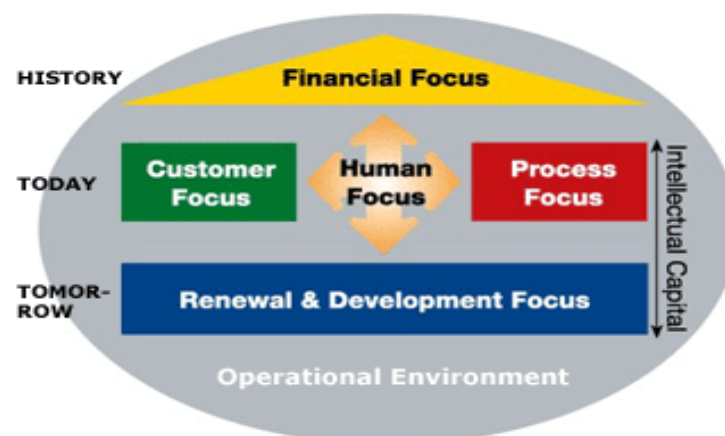 HISTORY
Financial Focus
TODAY
Customer
Focus
Human
Focus
Process
Focus
Intellectual Capital
TOMOR-
ROW
Renewal & Development Focus
Operational Environment